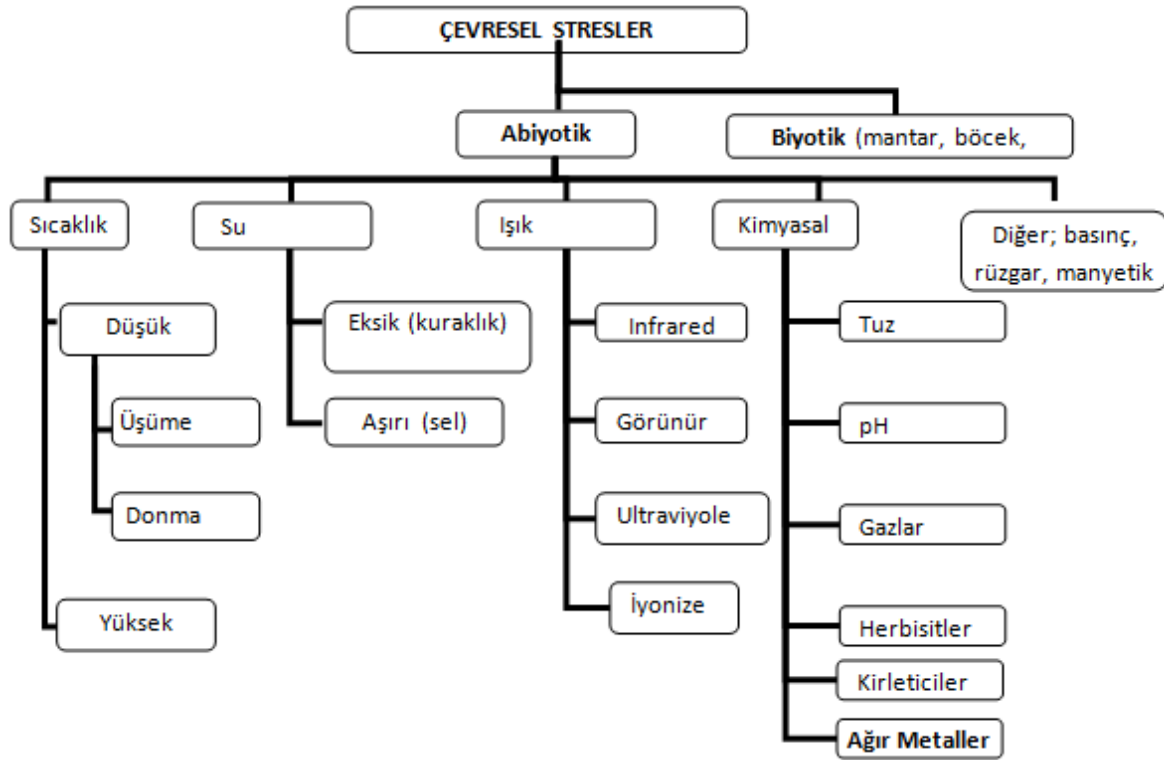 ÇEVRESEL STRESLER
Abiyotik
Biyotik (mantar, böcek,
Sıcaklık
Su
Işık
Kimyasal
Diğer; basınç,
rüzgar, manyetik
Düşük
Eksik (kuraklık)
Infrared
Tuz
Üşüme
Aşırı (sel)
Görünür
pH
Donma
Ultraviyole
Gazlar
Yüksek
İyonize
Herbisitler
Kirleticiler
Ağır Metaller